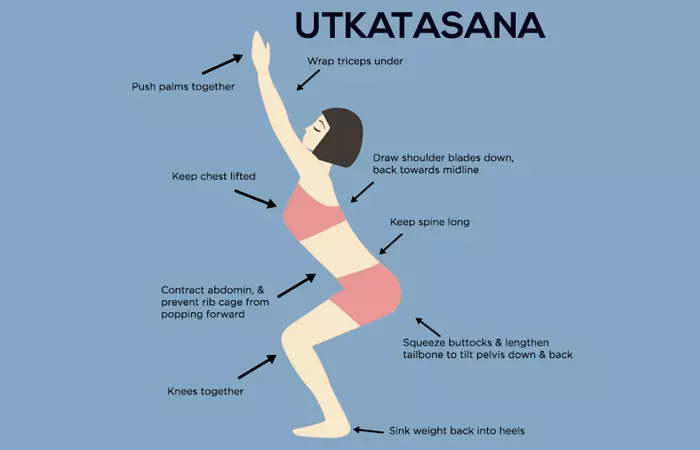 UTKATASANA
Wrap triceps under
Push palms together
Draw shoulder blades down,
back towards midline
Keep chest lifted
Keep spine long
Contract abdomin, &
prevent rib cage from
popping forward
Squeeze buttocks & lengthen
tailbone to tilt pelvis down & back
Knees together
Sink weight back into heels